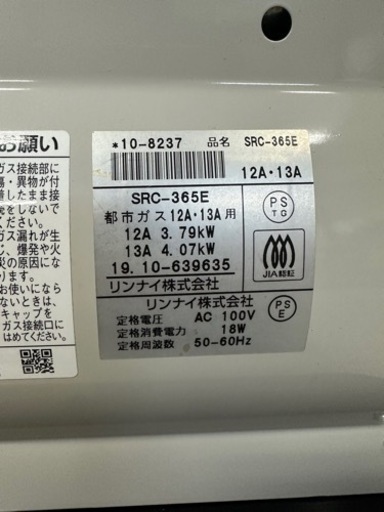 お願い
ガス接続部に
傷・異物が付
着したまま接
ガス漏れが生
じ、爆発や火
災の原因にな
お使いになら
ないときは、
キャップを
ガス接続口に
はめてください。
*10-8237 品名 SRC-365E
12A・13A
SRC-365E
都市ガス12A・13A用
12A 3.79kW
13A 4.07kW
19.10-639635
リンナイ株式会社
PS
TG
JIA認証
リンナイ株式会社
定格電圧 AC 100V
定格消費電力 18W
定格周波数 50-60Hz
PS
E